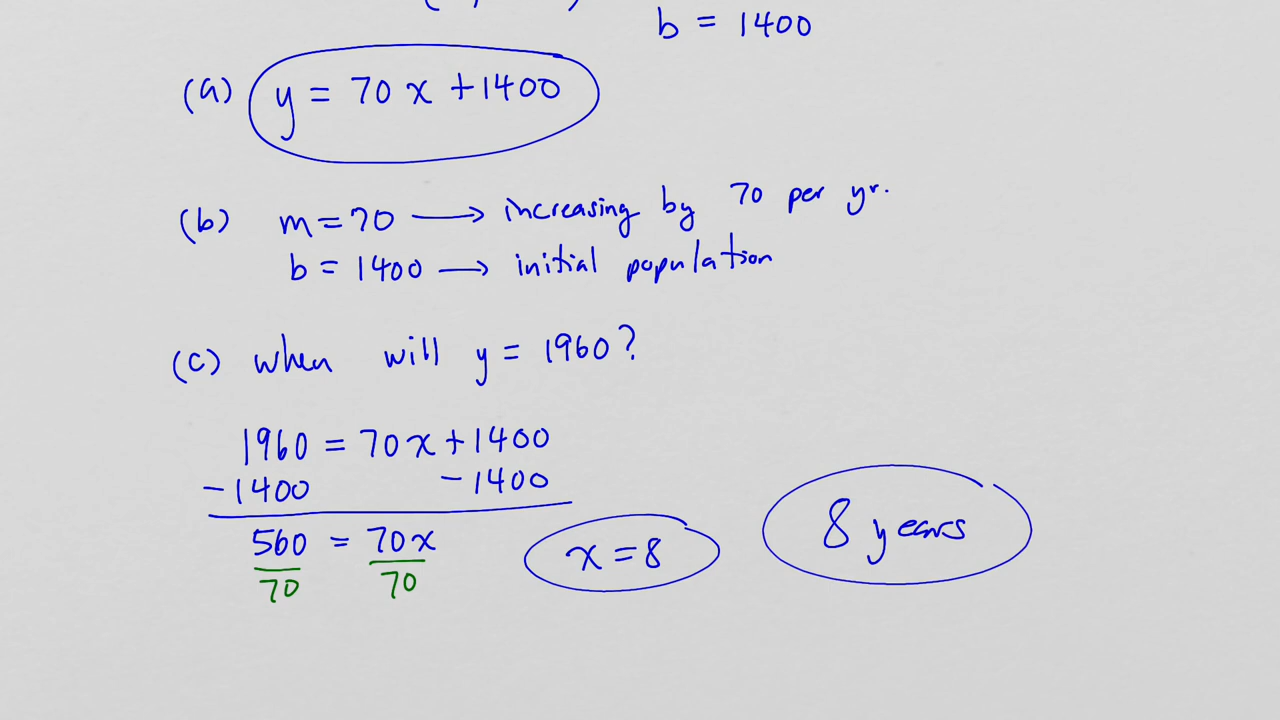 b = 1400
(a) y = 70x + 1400
(b) m = 70 → increasing by 70 per yr.
b = 1400 → initial population
(c) when will y = 1960?
1960 = 70x + 1400
-1400 -1400
560 = 70x
70 70
x = 8
8 years